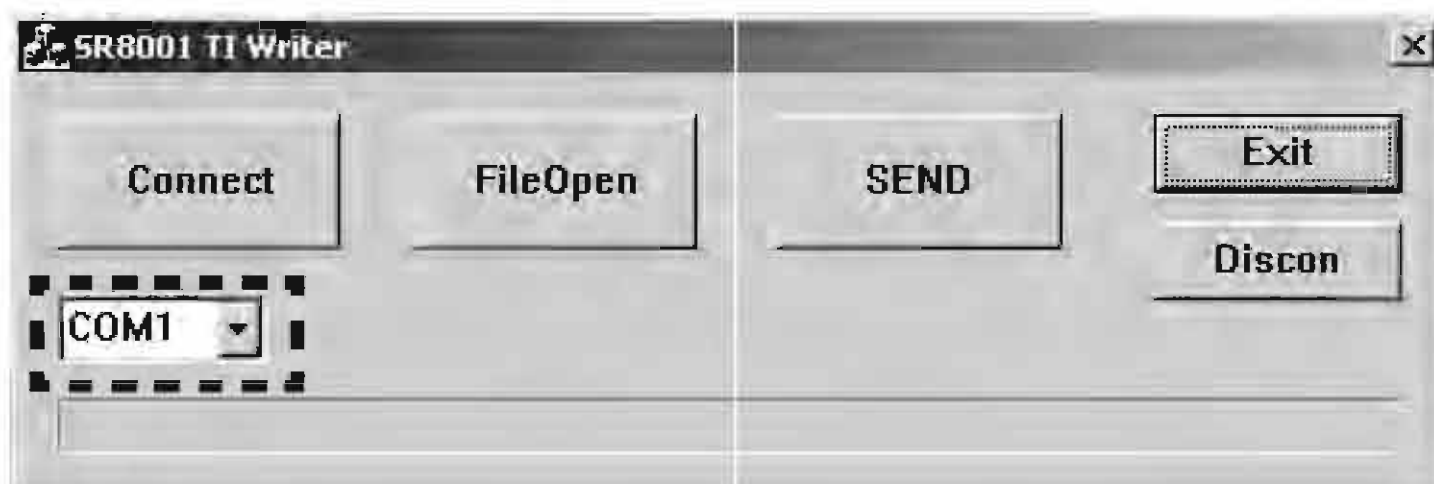 SR8001 TI Writer
Connect
FileOpen
SEND
Exit
Discon
COM1